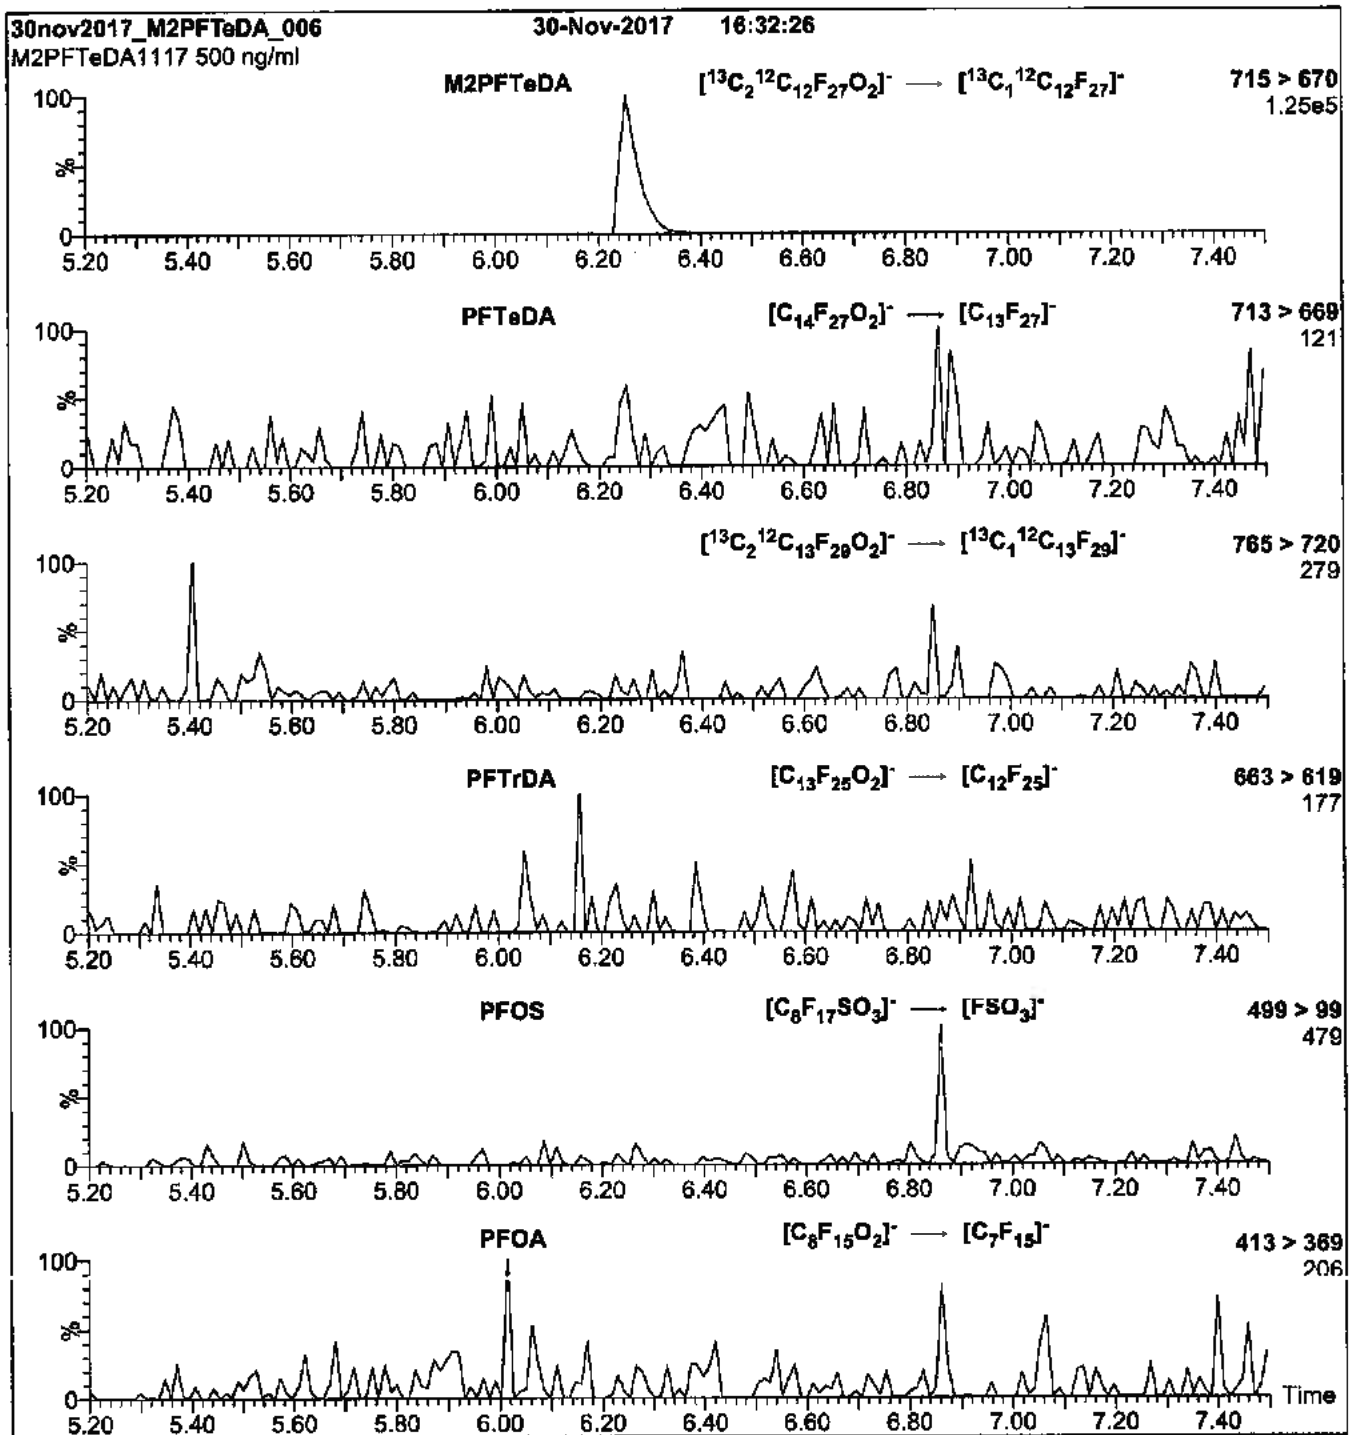 30nov2017_M2PFTeDA_006 30-Nov-2017 16:32:26
M2PFTeDA1117 500 ng/ml
M2PFTeDA [¹³C₂¹²C₁₂F₂₇O₂]⁻ → [¹³C₁¹²C₁₂F₂₇]⁻ 715 > 670
1.25e5
100
%
0
5.20 5.40 5.60 5.80 6.00 6.20 6.40 6.60 6.80 7.00 7.20 7.40
PFTeDA [C₁₄F₂₇O₂]⁻ → [C₁₃F₂₇]⁻ 713 > 669
121
100
%
0
5.20 5.40 5.60 5.80 6.00 6.20 6.40 6.60 6.80 7.00 7.20 7.40
[¹³C₂¹²C₁₃F₂₉O₂]⁻ → [¹³C₁¹²C₁₃F₂₉]⁻ 765 > 720
279
100
%
0
5.20 5.40 5.60 5.80 6.00 6.20 6.40 6.60 6.80 7.00 7.20 7.40
PFTrDA [C₁₃F₂₅O₂]⁻ → [C₁₂F₂₅]⁻ 663 > 619
177
100
%
0
5.20 5.40 5.60 5.80 6.00 6.20 6.40 6.60 6.80 7.00 7.20 7.40
PFOS [C₈F₁₇SO₃]⁻ → [FSO₃]⁻ 499 > 99
479
100
%
0
5.20 5.40 5.60 5.80 6.00 6.20 6.40 6.60 6.80 7.00 7.20 7.40
PFOA [C₈F₁₅O₂]⁻ → [C₇F₁₅]⁻ 413 > 369
206
100
%
0
Time
5.20 5.40 5.60 5.80 6.00 6.20 6.40 6.60 6.80 7.00 7.20 7.40